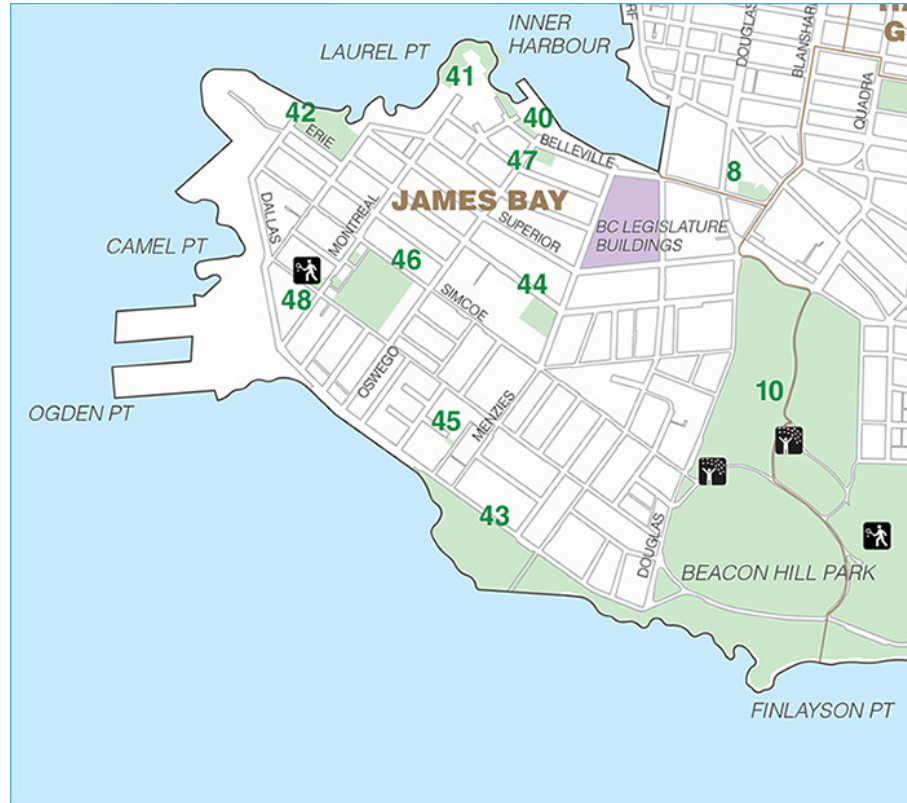 INNER
HARBOUR
LAUREL PT
41
42
40
ERIE
BELLEVILLE
47
DOUGLAS
BLANSHARD
QUADRA
8
JAMES BAY
DALLAS
MONTREAL
SUPERIOR
BC LEGISLATURE
BUILDINGS
CAMEL PT
46
44
48
SIMCOE
OSWEGO
10
OGDEN PT
45
MENZIES
43
DOUGLAS
BEACON HILL PARK
FINLAYSON PT